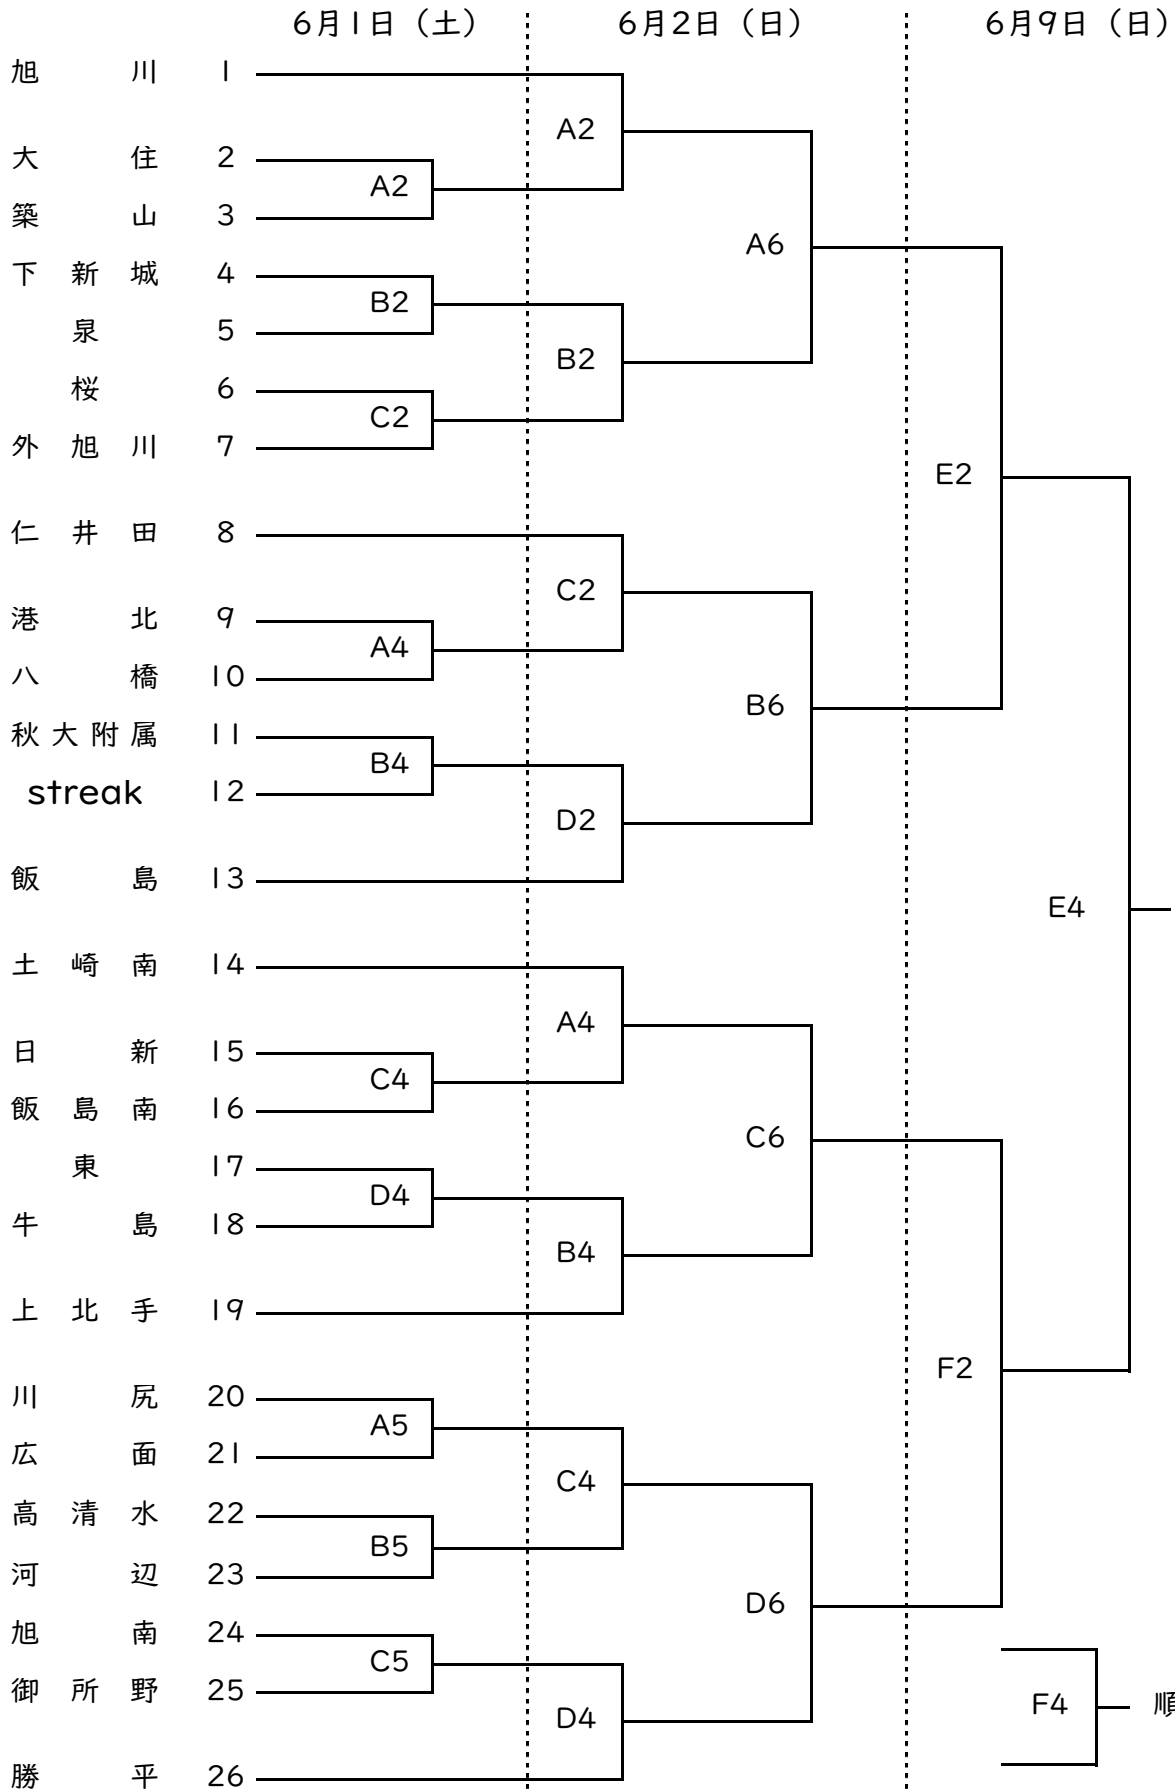 6月1日（土） 6月2日（日） 6月9日（日）
旭川 1
A2
大住 2
A2
築山 3
A6
下新城 4
B2
泉 5
B2
桜 6
C2
外旭川 7
E2
仁井田 8
C2
港北 9
A4
八橋 10
B6
秋大附属 11
B4
streak 12
D2
飯島 13
E4
土崎南 14
A4
日新 15
C4
飯島南 16
C6
東 17
D4
牛島 18
B4
上北手 19
F2
川尻 20
A5
広面 21
C4
高清水 22
B5
河辺 23
D6
旭南 24
C5
御所野 25
F4 順
D4
勝平 26